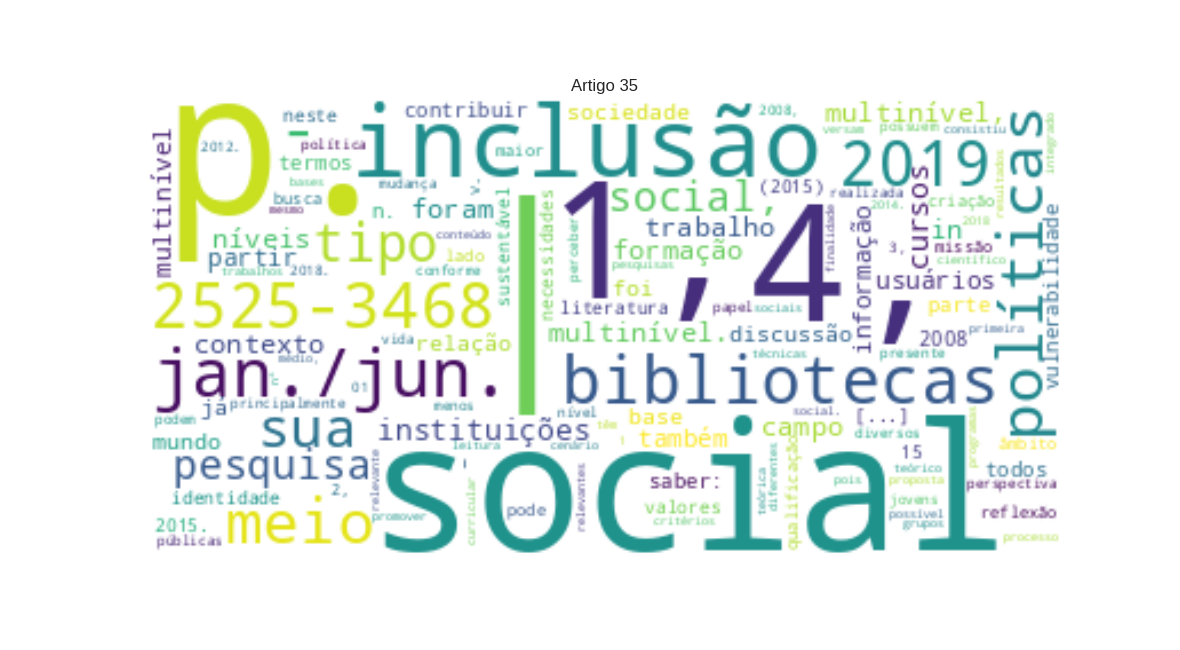 Artigo 35
p.
-
inclusão
neste
contribuir
sociedade
2008,
multinível,
versam
possuem
consistiu
integrado
2012.
política
maior
2019
políticas
multinível
termos
bases
mudança
busca
mesmo
n.
v.
foram
sustentável
necessidades
|
1,
4,
,
social,
(2015)
realizada
2014.
criação
2018
resultados
cursos
in
níveis
tipo
conteúdo
trabalho
finalidade
informação
3,
missão
científico
partir
lado
formação
perceber
pesquisas
trabalhos
2018.
conforme
foi
usuários
vulnerabilidade
2525-3468
literatura
papel
sociais
parte
contexto
vida
relação
multinível.
discussão
2008
primeira
médio,
técnicas
presente
jan./jun.
01
bibliotecas
já
principalmente
menos
podem
nível
base
social.
[...]
programas
sua
instituições
têm
também
campo
diversos
âmbito
mundo
leitura
cenário
15
pesquisa
relevante
social
saber:
teórica
diferentes
qualificação
pois
teórico
proposta
todos
perspectiva
identidade
2,
curricular
pode
relevantes
valores
jovens
possível
reflexão
2015.
meio
promover
critérios
grupos
públicas
processo